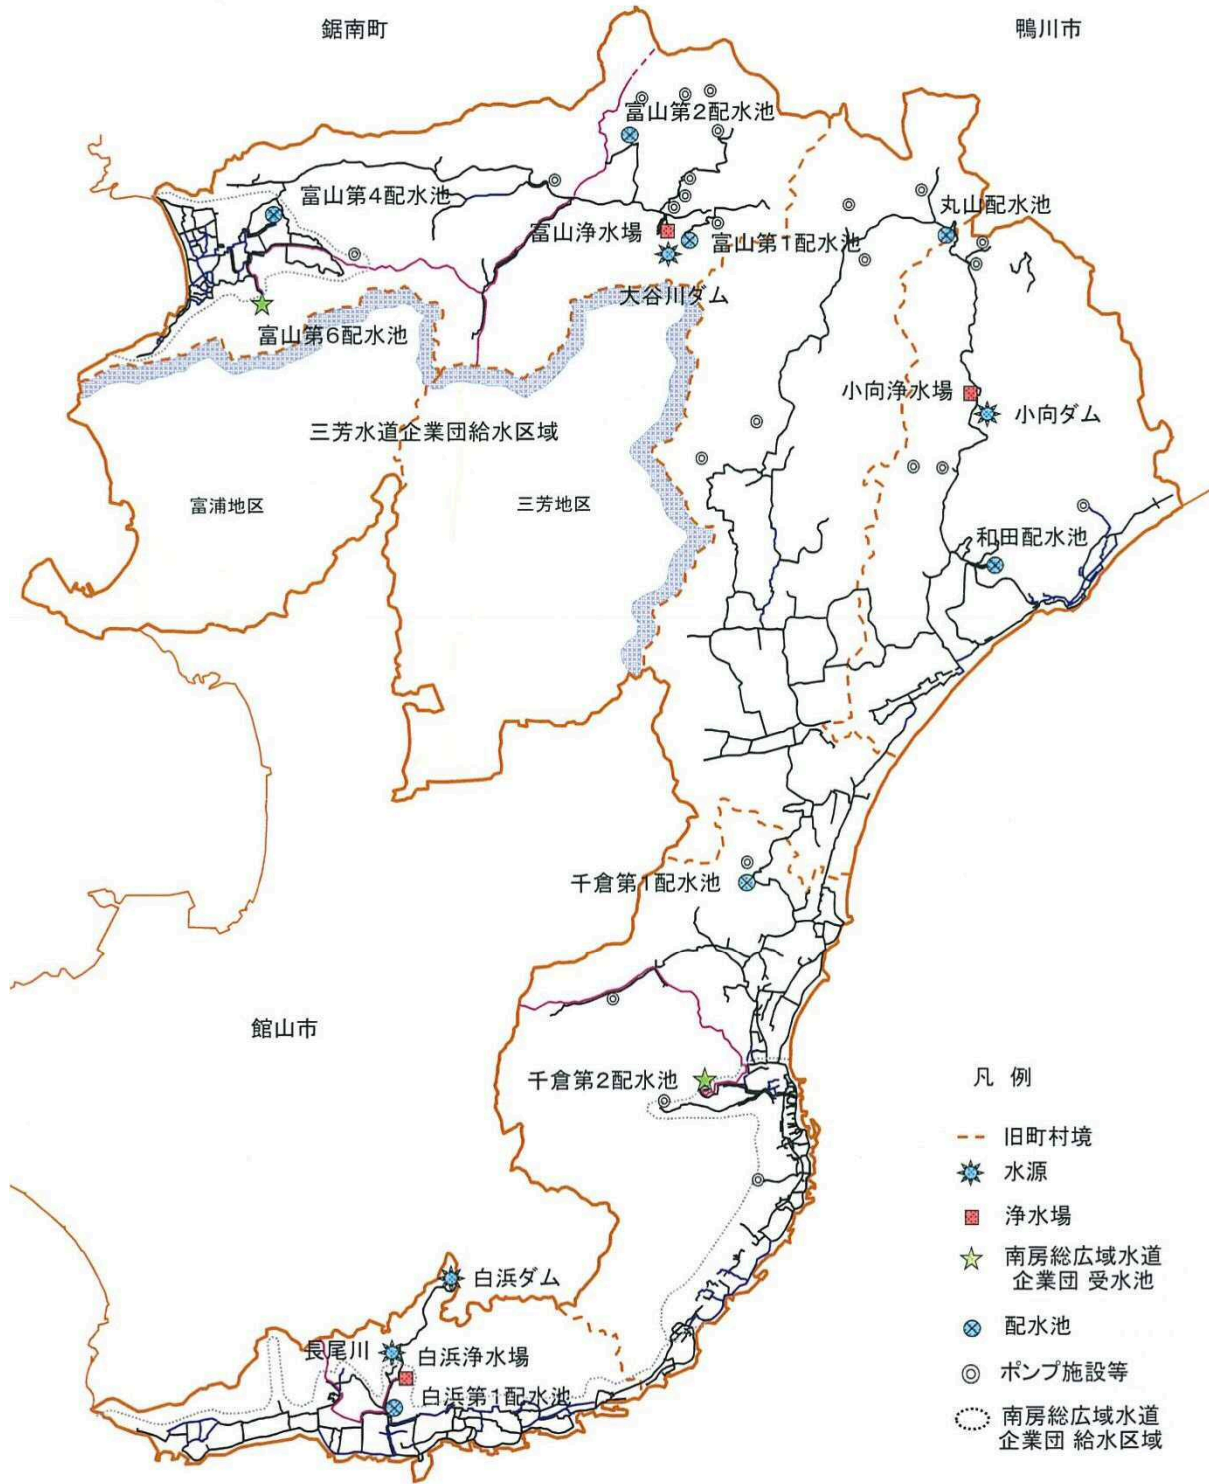 鋸南町
鴨川市
富山第2配水池
富山第4配水池
丸山配水池
富山浄水場
富山第1配水池
大谷川ダム
富山第6配水池
小向浄水場
小向ダム
三芳水道企業団給水区域
富浦地区
三芳地区
和田配水池
千倉第1配水池
館山市
千倉第2配水池
白浜ダム
長尾川
白浜浄水場
白浜第1配水池
凡 例
旧町村境
水源
浄水場
南房総広域水道
企業団 受水池
配水池
ポンプ施設等
南房総広域水道
企業団 給水区域